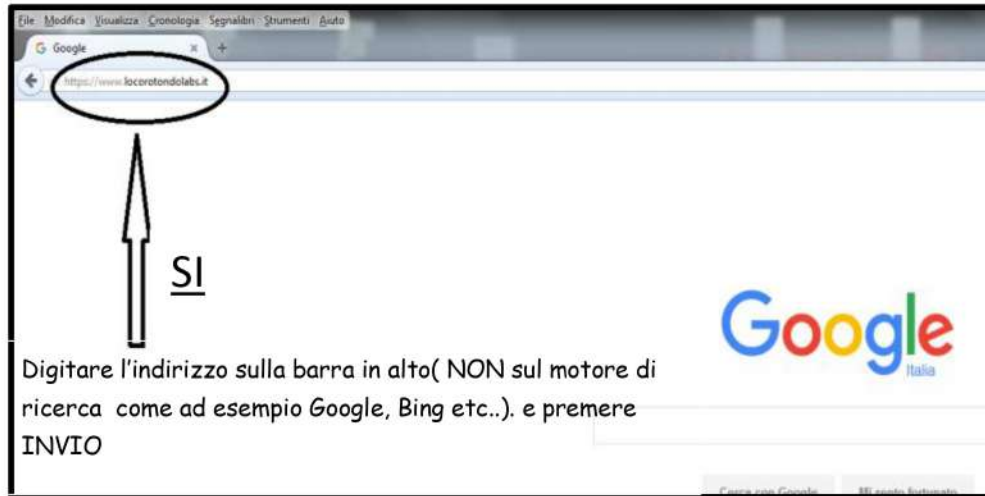 File Modifica Visualizza Cronologia Segnalibri Strumenti Aiuto
Google
https://www.locorotondolabs.it
SI
Google
Italia
Digitare l'indirizzo sulla barra in alto( NON sul motore di
ricerca come ad esempio Google, Bing etc..). e premere
INVIO
Cerca con Google Mi sento fortunato